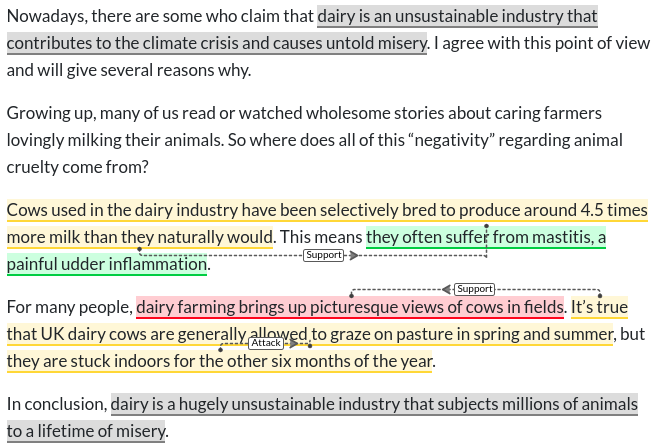 Nowadays, there are some who claim that dairy is an unsustainable industry that
contributes to the climate crisis and causes untold misery. I agree with this point of view
and will give several reasons why.
Growing up, many of us read or watched wholesome stories about caring farmers
lovingly milking their animals. So where does all of this “negativity” regarding animal
cruelty come from?
Cows used in the dairy industry have been selectively bred to produce around 4.5 times
more milk than they naturally would. This means they often suffer from mastitis, a
Support
painful udder inflammation.
Support
For many people, dairy farming brings up picturesque views of cows in fields. It’s true
that UK dairy cows are generally allowed to graze on pasture in spring and summer, but
Attack
they are stuck indoors for the other six months of the year.
In conclusion, dairy is a hugely unsustainable industry that subjects millions of animals
to a lifetime of misery.